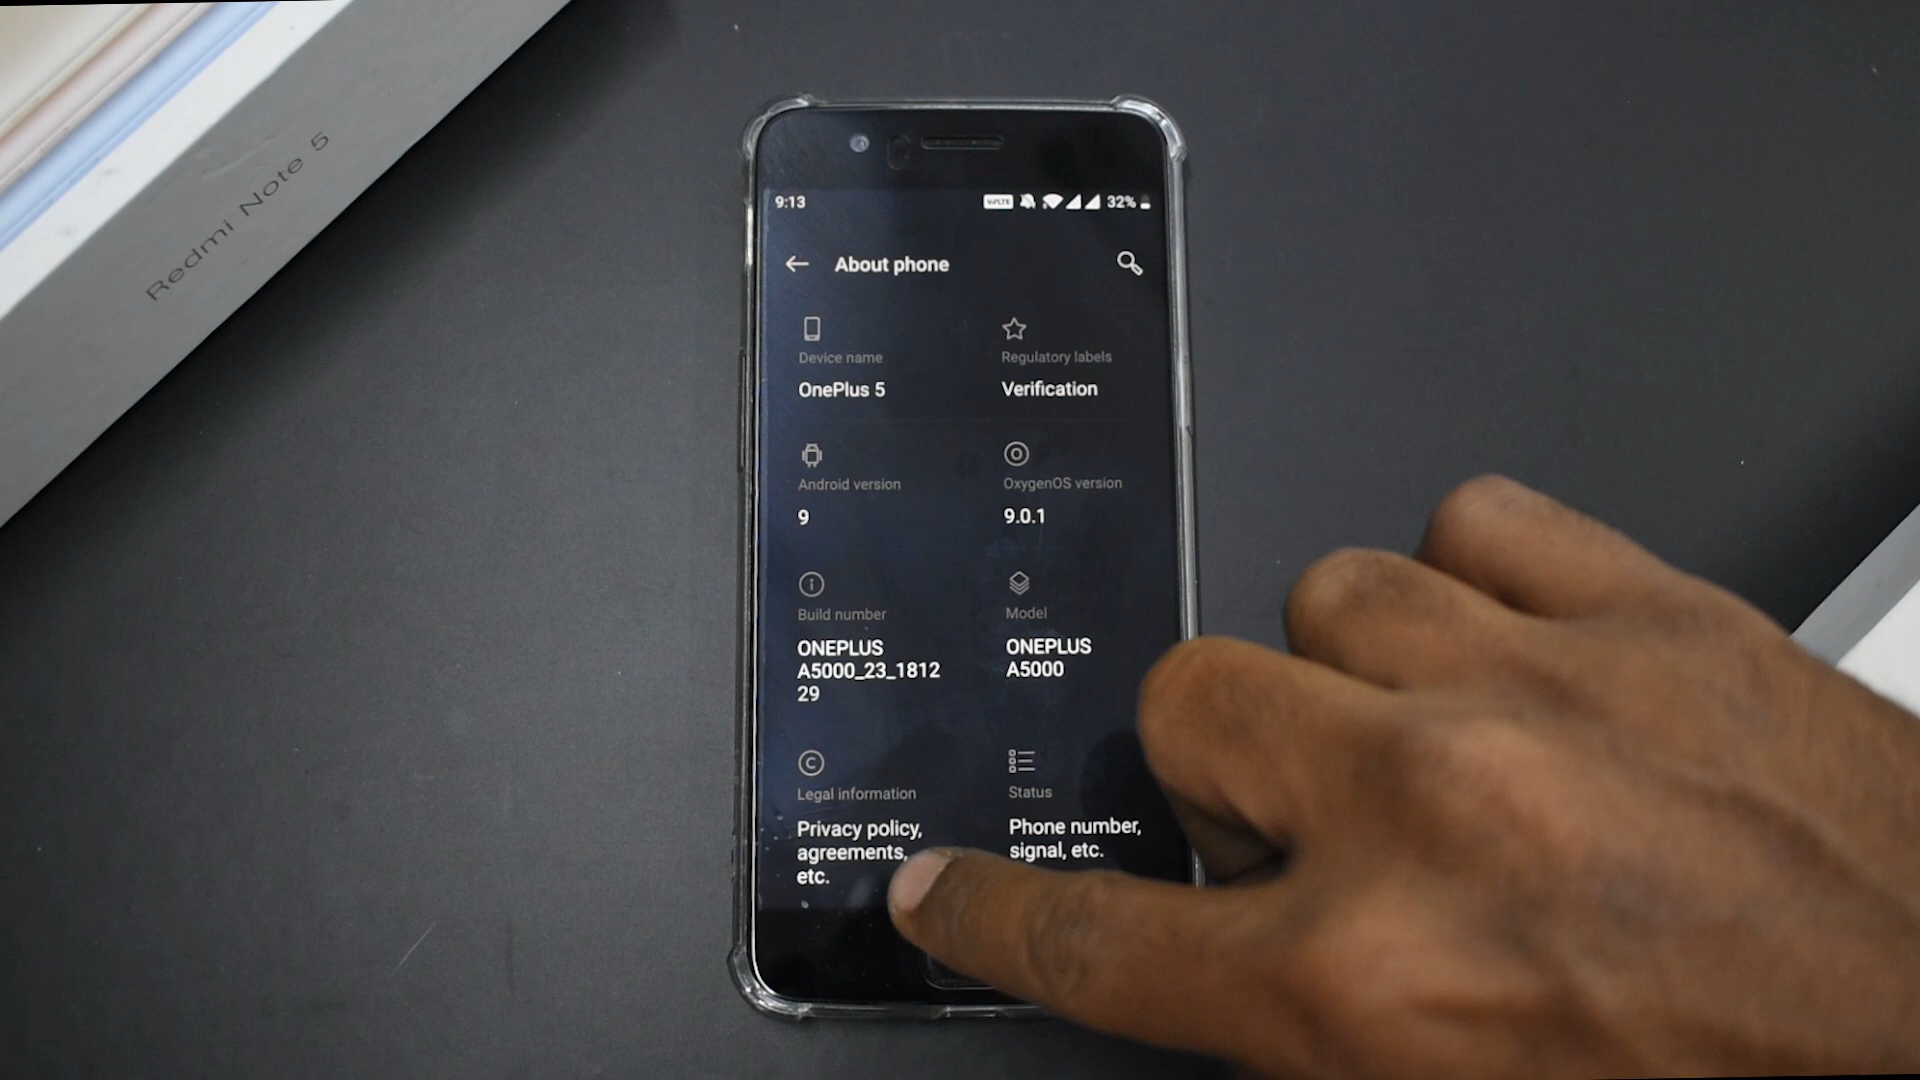 Redmi Note 5
9:13
VoLTE
32%
About phone
Device name
OnePlus 5
Regulatory labels
Verification
Android version
9
OxygenOS version
9.0.1
Build number
ONEPLUS
A5000_23_1812
29
Model
ONEPLUS
A5000
Legal information
Privacy policy,
agreements,
etc.
Status
Phone number,
signal, etc.